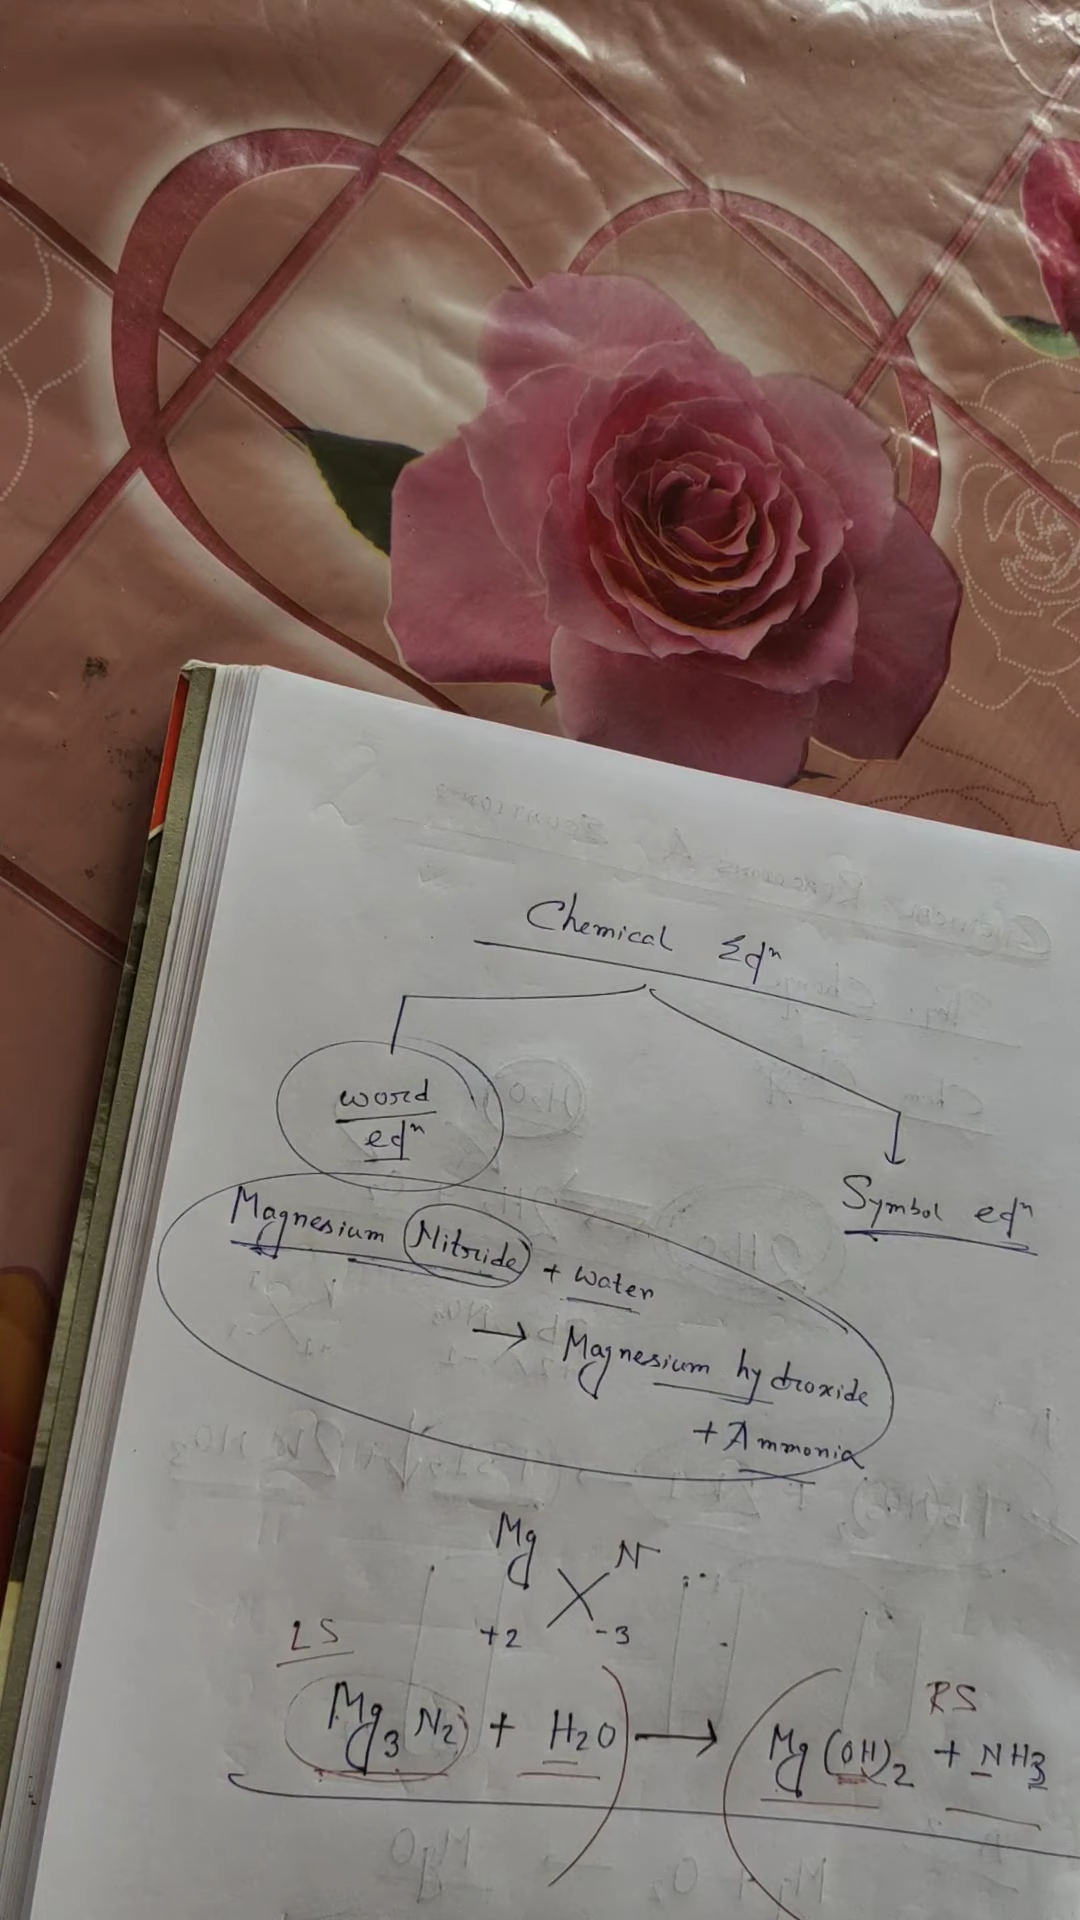 Chemical Eqⁿ
word
eqⁿ
Symbol eqⁿ
Magnesium Nitride + water
→ Magnesium hydroxide
+ Ammonia
Mg N
+2 -3
LS
RS
Mg₃N₂ + H₂O → Mg(OH)₂ + NH₃